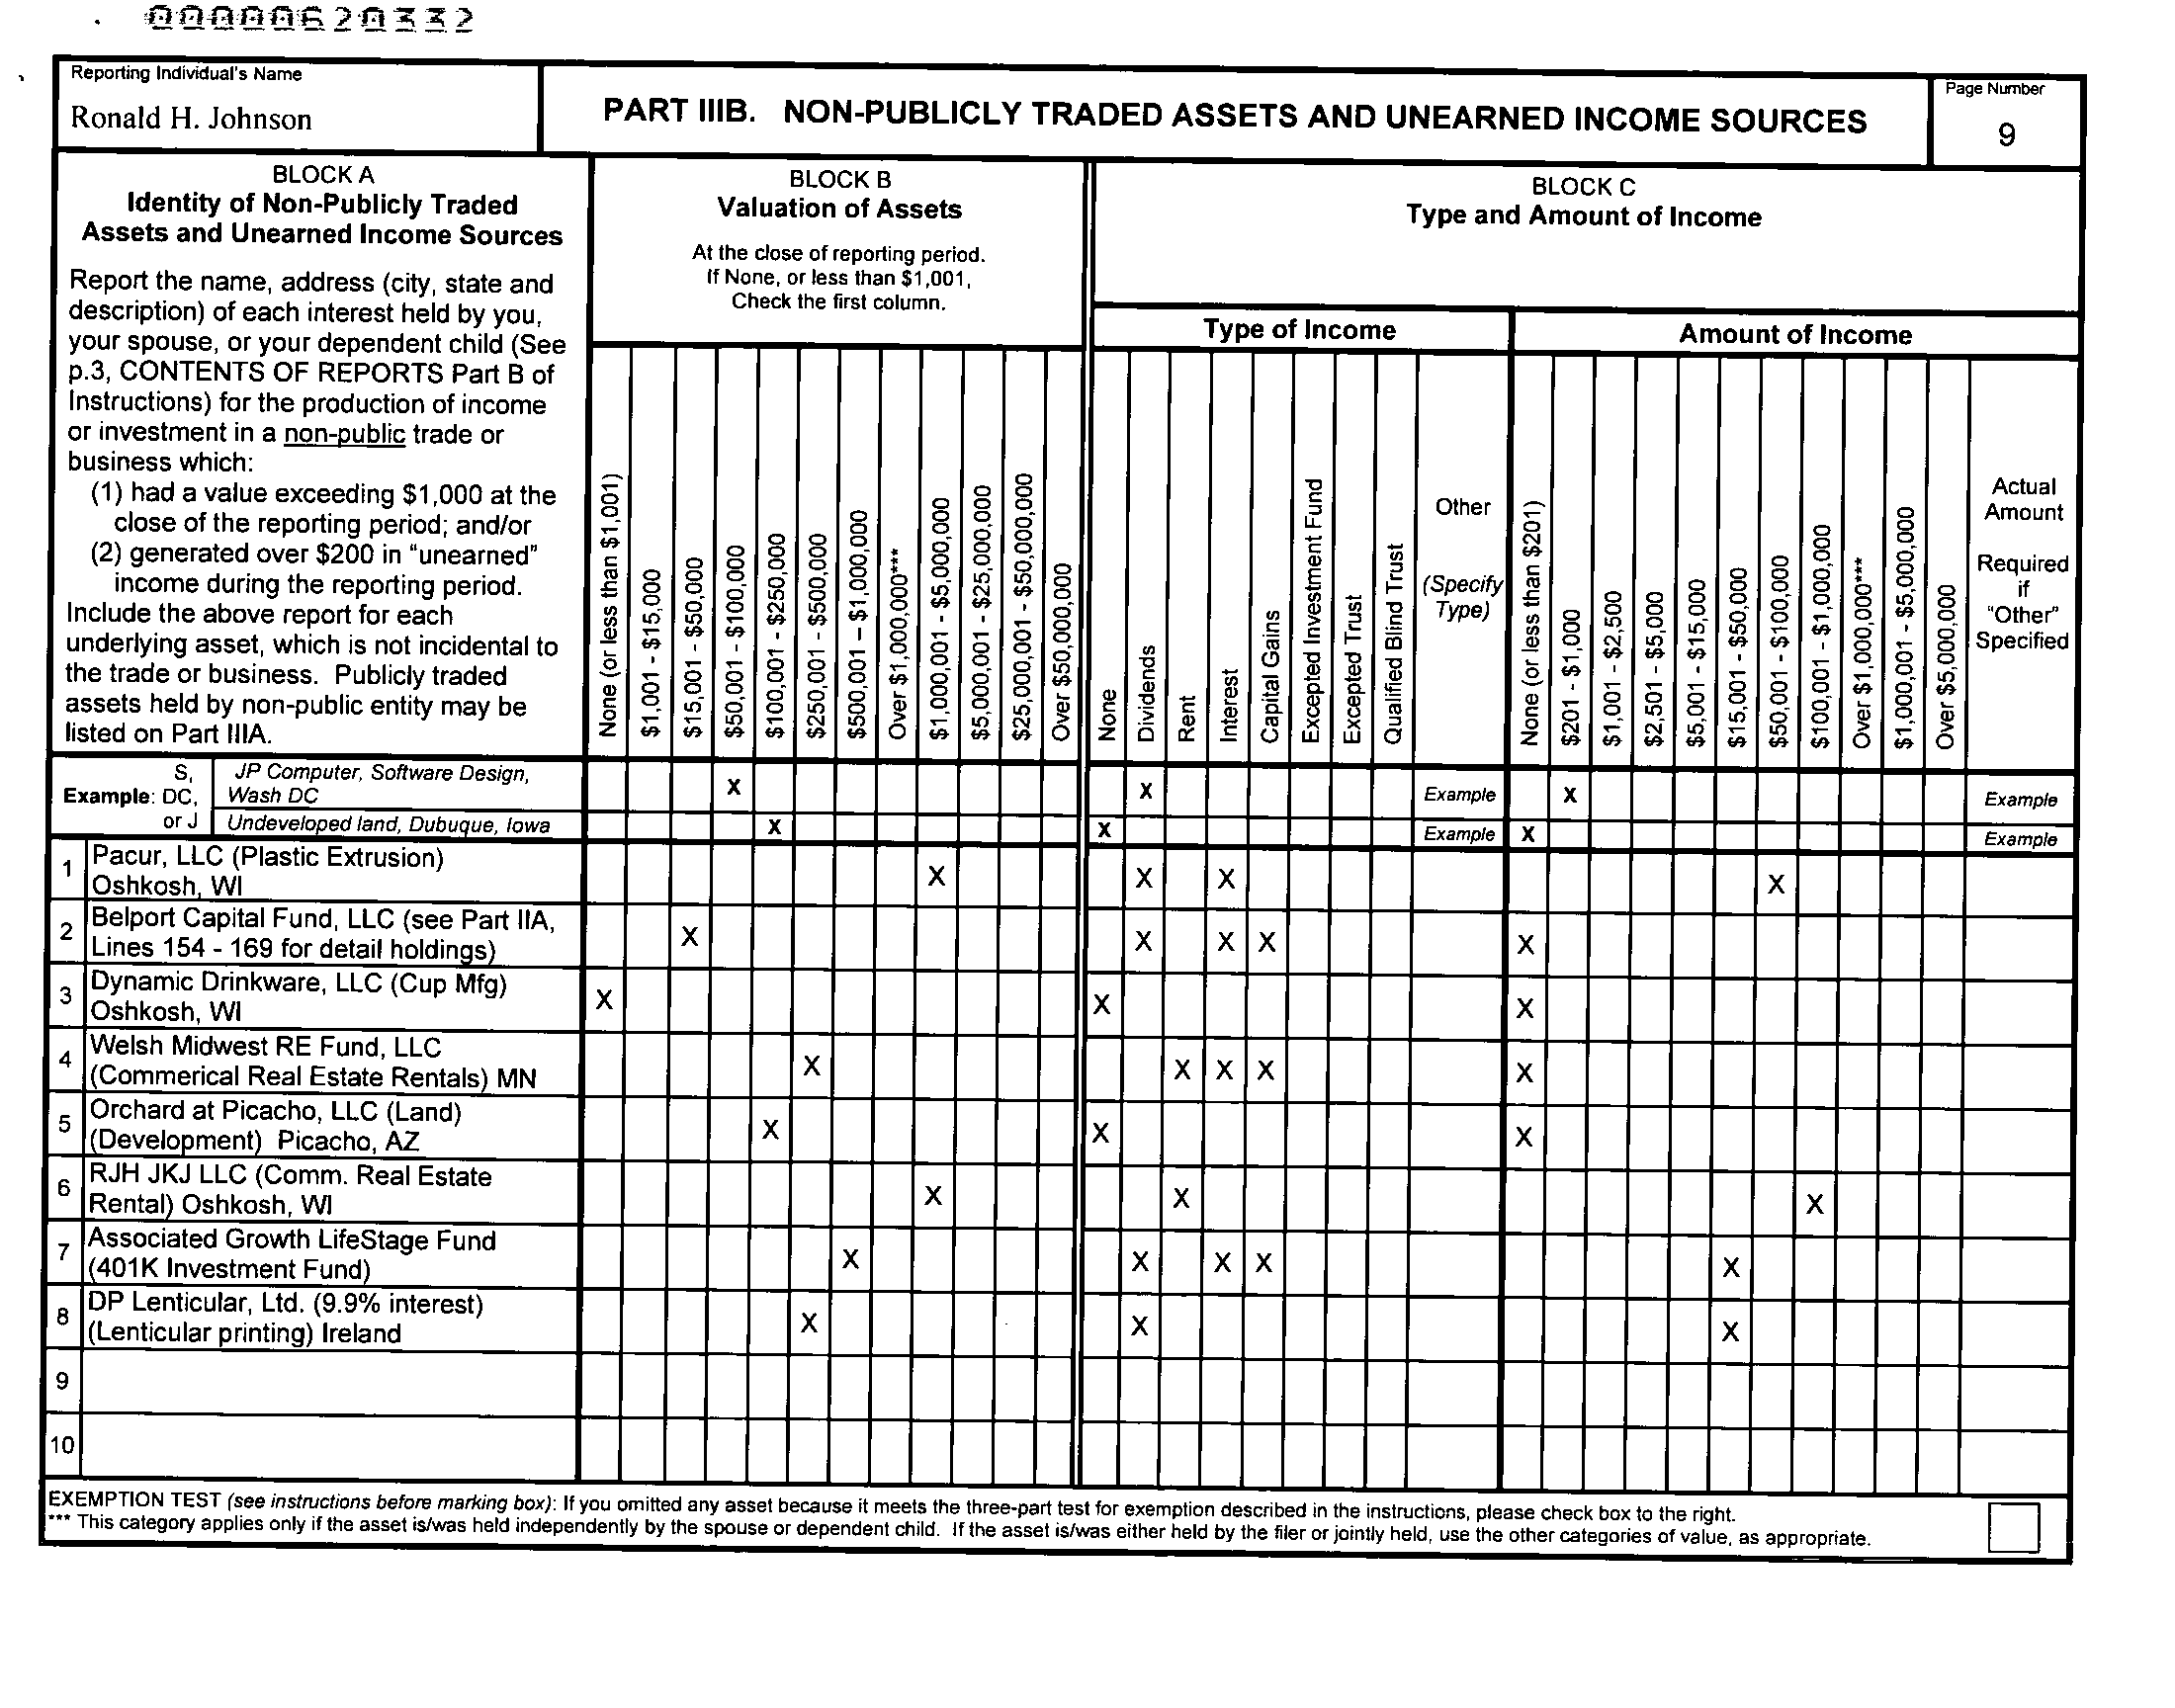 00000620332
Reporting Individual's Name
Ronald H. Johnson
PART IIIB. NON-PUBLICLY TRADED ASSETS AND UNEARNED INCOME SOURCES
Page Number
9
BLOCK A
Identity of Non-Publicly Traded
Assets and Unearned Income Sources
Report the name, address (city, state and
description) of each interest held by you,
your spouse, or your dependent child (See
p.3, CONTENTS OF REPORTS Part B of
Instructions) for the production of income
or investment in a non-public trade or
business which:
(1) had a value exceeding $1,000 at the
close of the reporting period; and/or
(2) generated over $200 in "unearned"
income during the reporting period.
Include the above report for each
underlying asset, which is not incidental to
the trade or business. Publicly traded
assets held by non-public entity may be
listed on Part IIIA.
BLOCK B
Valuation of Assets
At the close of reporting period.
If None, or less than $1,001,
Check the first column.
None (or less than $1,001)
$1,001 - $15,000
$15,001 - $50,000
$50,001 - $100,000
$100,001 - $250,000
$250,001 - $500,000
$500,001 – $1,000,000
Over $1,000,000***
$1,000,001 - $5,000,000
$5,000,001 - $25,000,000
$25,000,001 - $50,000,000
Over $50,000,000
BLOCK C
Type and Amount of Income
Type of Income
None
Dividends
Rent
Interest
Capital Gains
Excepted Investment Fund
Excepted Trust
Qualified Blind Trust
Other
(Specify
Type)
Amount of Income
None (or less than $201)
$201 - $1,000
$1,001 - $2,500
$2,501 - $5,000
$5,001 - $15,000
$15,001 - $50,000
$50,001 - $100,000
$100,001 - $1,000,000
Over $1,000,000***
$1,000,001 - $5,000,000
Over $5,000,000
Actual
Amount
Required
if
"Other"
Specified
Example: S, DC, or J
JP Computer, Software Design,
Wash DC X X Example X Example
Undeveloped land, Dubuque, Iowa X X Example X Example
1 Pacur, LLC (Plastic Extrusion)
Oshkosh, WI X X X X
2 Belport Capital Fund, LLC (see Part IIA,
Lines 154 - 169 for detail holdings) X X X X X
3 Dynamic Drinkware, LLC (Cup Mfg)
Oshkosh, WI X X X
4 Welsh Midwest RE Fund, LLC
(Commerical Real Estate Rentals) MN X X X X X
5 Orchard at Picacho, LLC (Land)
(Development) Picacho, AZ X X X
6 RJH JKJ LLC (Comm. Real Estate
Rental) Oshkosh, WI X X X
7 Associated Growth LifeStage Fund
(401K Investment Fund) X X X X X
8 DP Lenticular, Ltd. (9.9% interest)
(Lenticular printing) Ireland X X X
9
10
EXEMPTION TEST (see instructions before marking box): If you omitted any asset because it meets the three-part test for exemption described in the instructions, please check box to the right.
*** This category applies only if the asset is/was held independently by the spouse or dependent child. If the asset is/was either held by the filer or jointly held, use the other categories of value, as appropriate.